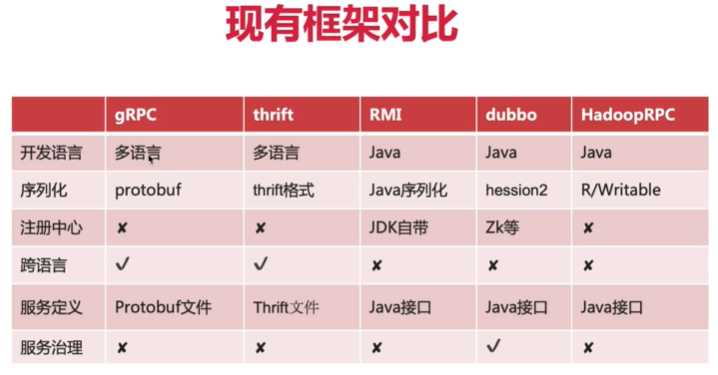 现有框架对比
gRPC thrift RMI dubbo HadoopRPC
开发语言 多语言 多语言 Java Java Java
序列化 protobuf thrift格式 Java序列化 hession2 R/Writable
注册中心 ✘ ✘ JDK自带 Zk等 ✘
跨语言 ✓ ✓ ✘ ✘ ✘
服务定义 Protobuf文件 Thrift文件 Java接口 Java接口 Java接口
服务治理 ✘ ✘ ✘ ✓ ✘